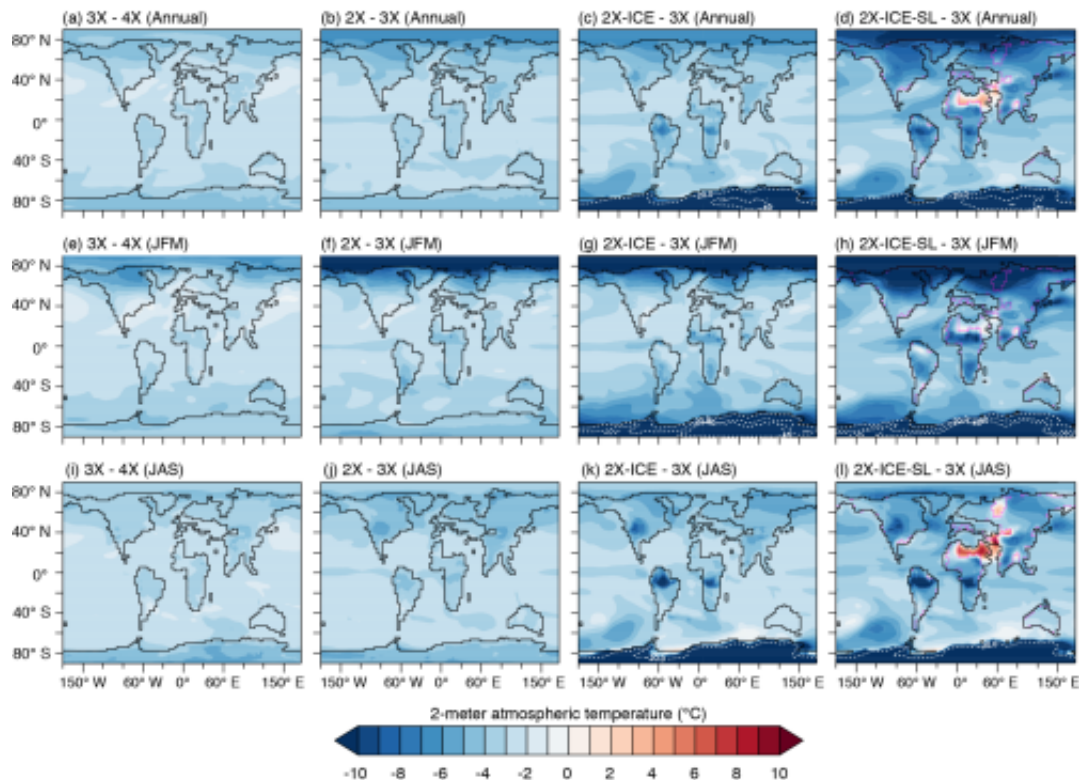 (a) 3X - 4X (Annual) (b) 2X - 3X (Annual) (c) 2X-ICE - 3X (Annual) (d) 2X-ICE-SL - 3X (Annual)
80° N
40° N
0°
40° S
80° S
(e) 3X - 4X (JFM) (f) 2X - 3X (JFM) (g) 2X-ICE - 3X (JFM) (h) 2X-ICE-SL - 3X (JFM)
80° N
40° N
0°
40° S
80° S
(i) 3X - 4X (JAS) (j) 2X - 3X (JAS) (k) 2X-ICE - 3X (JAS) (l) 2X-ICE-SL - 3X (JAS)
80° N
40° N
0°
40° S
80° S
150° W 60° W 0° 60° E 150° W 60° W 0° 60° E 150° W 60° W 0° 60° E 150° W 60° W 0° 60° E 150° E
2-meter atmospheric temperature (°C)
-10 -8 -6 -4 -2 0 2 4 6 8 10